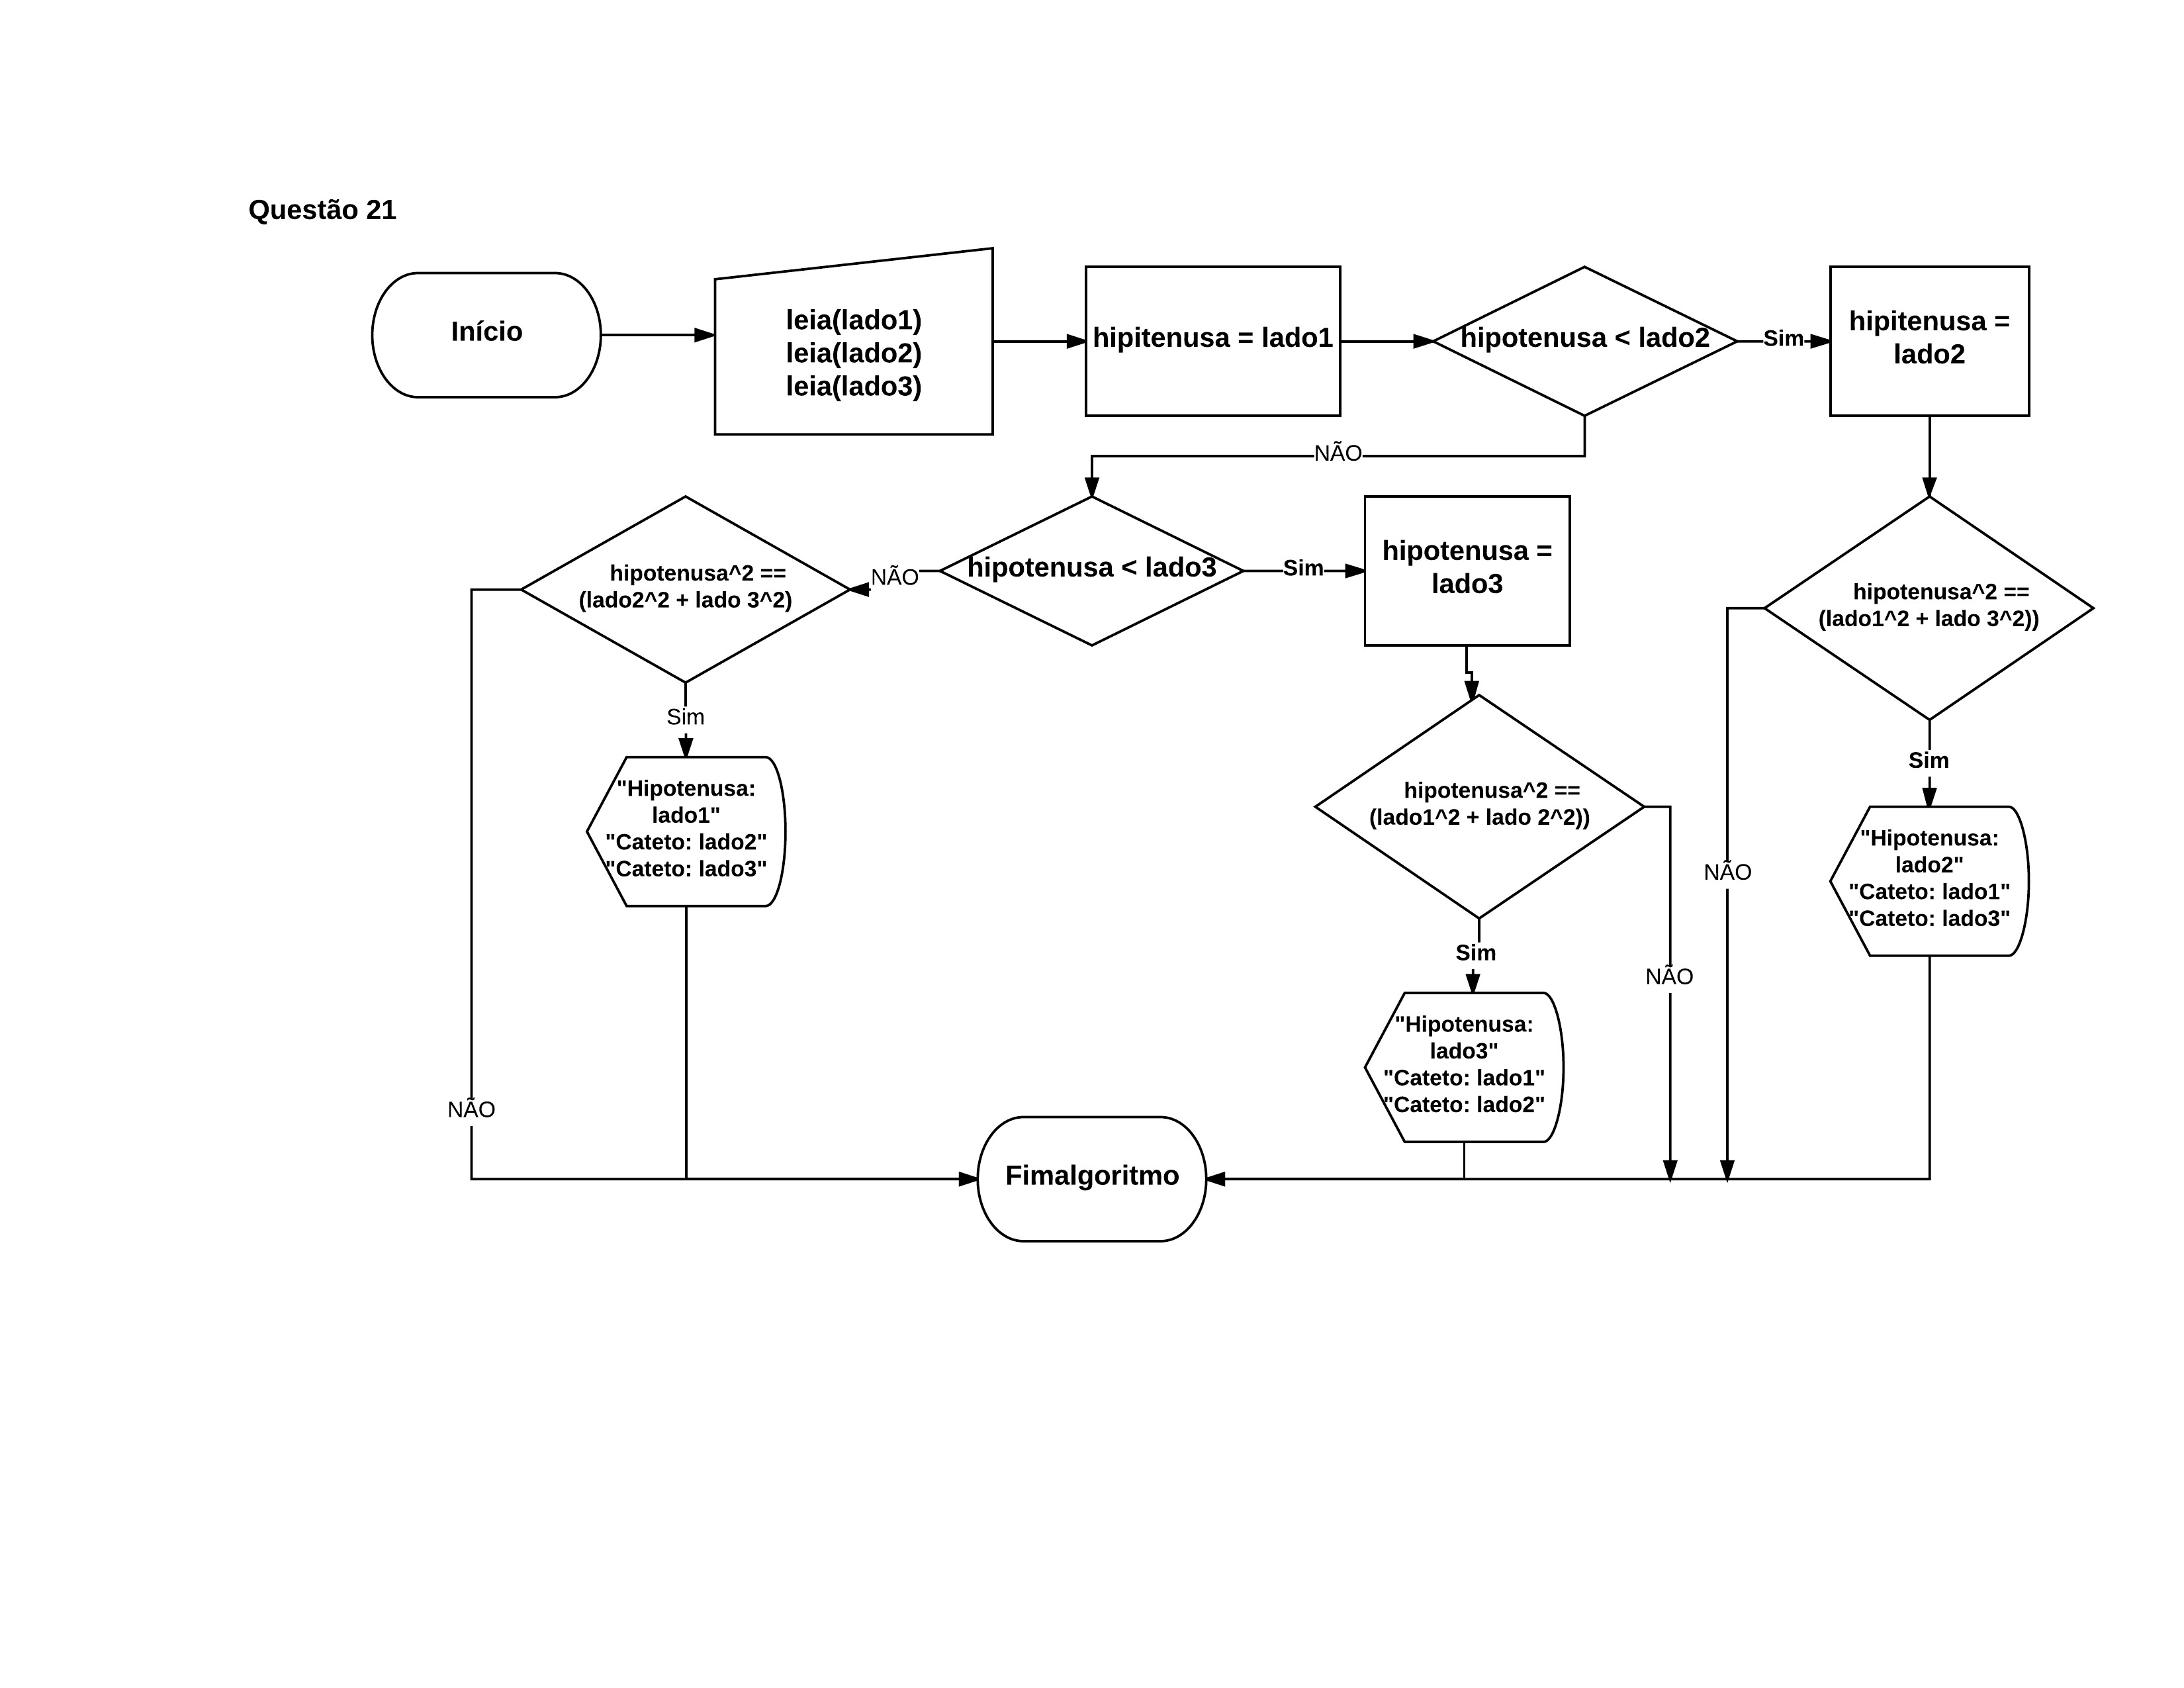 Questão 21
Início
leia(lado1)
leia(lado2)
leia(lado3)
hipitenusa = lado1
hipotenusa < lado2
Sim
hipitenusa =
lado2
NÃO
hipotenusa^2 ==
(lado2^2 + lado 3^2)
NÃO
hipotenusa < lado3
Sim
hipotenusa =
lado3
hipotenusa^2 ==
(lado1^2 + lado 3^2))
Sim
"Hipotenusa:
lado1"
"Cateto: lado2"
"Cateto: lado3"
hipotenusa^2 ==
(lado1^2 + lado 2^2))
Sim
NÃO
"Hipotenusa:
lado2"
"Cateto: lado1"
"Cateto: lado3"
Sim
NÃO
"Hipotenusa:
lado3"
"Cateto: lado1"
"Cateto: lado2"
NÃO
Fimalgoritmo